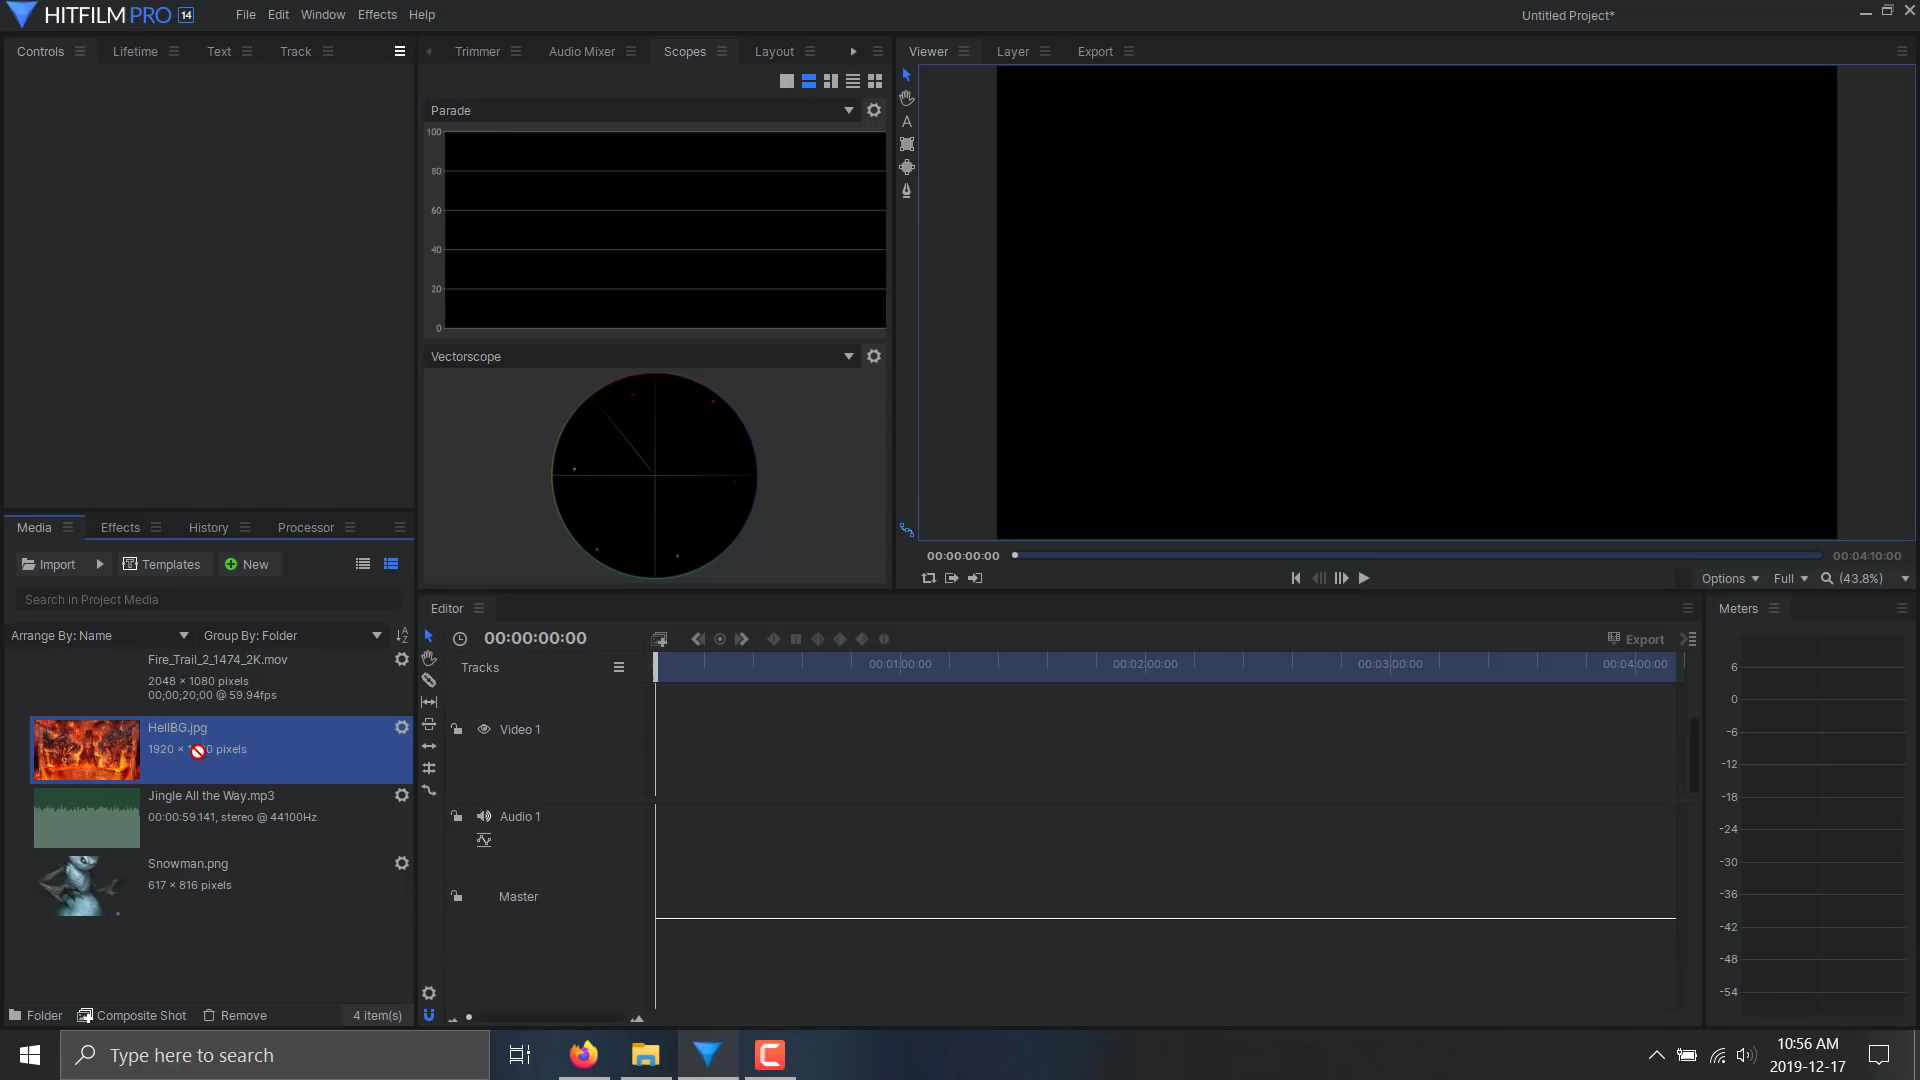 HITFILM PRO 14
File Edit Window Effects Help
Untitled Project*
Controls Lifetime Text Track
Trimmer Audio Mixer Scopes Layout
Viewer Layer Export
Parade
100
80
60
40
20
0
Vectorscope
00:00:00:00
00:04:10:00
Options Full (43.8%)
Media Effects History Processor
Import Templates New
Search in Project Media
Arrange By: Name Group By: Folder
Fire_Trail_2_1474_2K.mov
2048 × 1080 pixels
00;00;20;00 @ 59.94fps
HellBG.jpg
1920 × pixels
Jingle All the Way.mp3
00:00:59.141, stereo @ 44100Hz
Snowman.png
617 × 816 pixels
Folder Composite Shot Remove 4 item(s)
Editor
00:00:00:00
Export
Tracks
00:01:00:00 00:02:00:00 00:03:00:00 00:04:00:00
Video 1
Audio 1
Master
Meters
6
0
-6
-12
-18
-24
-30
-36
-42
-48
-54
Type here to search
10:56 AM
2019-12-17